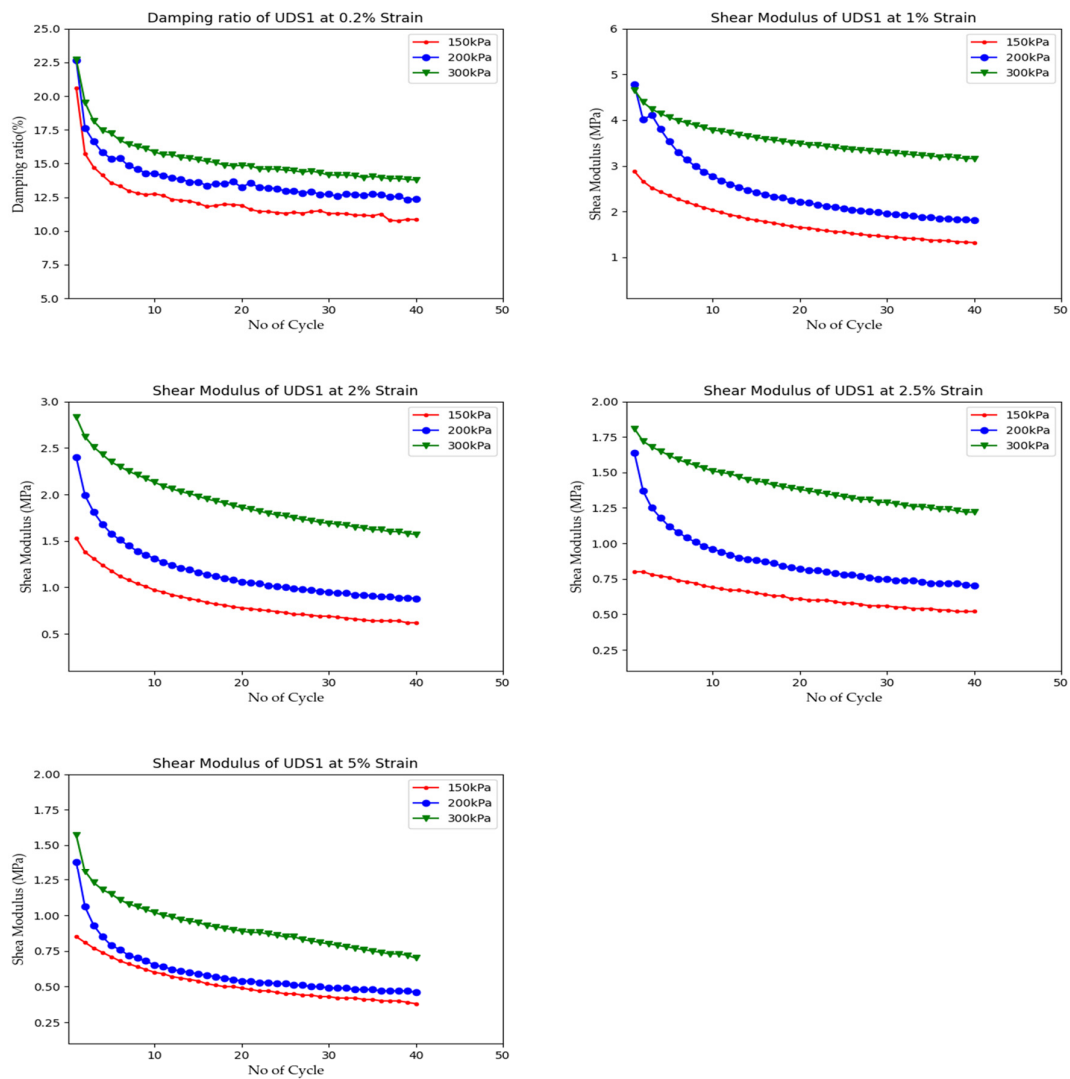 Damping ratio of UDS1 at 0.2% Strain
25.0
22.5
20.0
17.5
15.0
12.5
10.0
7.5
5.0
Damping ratio(%)
150kPa
200kPa
300kPa
10 20 30 40 50
No of Cycle
Shear Modulus of UDS1 at 1% Strain
6
5
4
3
2
1
Shea Modulus (MPa)
150kPa
200kPa
300kPa
10 20 30 40 50
No of Cycle
Shear Modulus of UDS1 at 2% Strain
3.0
2.5
2.0
1.5
1.0
0.5
Shea Modulus (MPa)
150kPa
200kPa
300kPa
10 20 30 40 50
No of Cycle
Shear Modulus of UDS1 at 2.5% Strain
2.00
1.75
1.50
1.25
1.00
0.75
0.50
0.25
Shea Modulus (MPa)
150kPa
200kPa
300kPa
10 20 30 40 50
No of Cycle
Shear Modulus of UDS1 at 5% Strain
2.00
1.75
1.50
1.25
1.00
0.75
0.50
0.25
Shea Modulus (MPa)
150kPa
200kPa
300kPa
10 20 30 40 50
No of Cycle